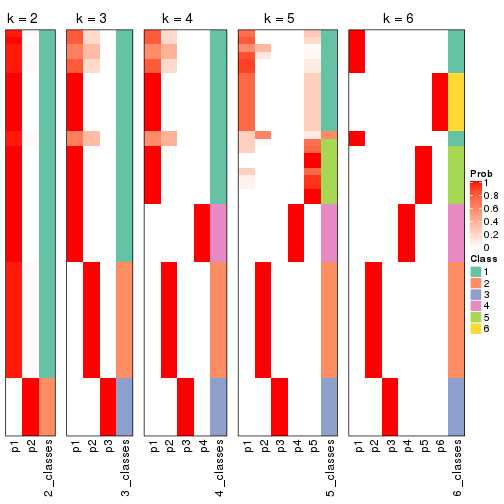 k = 2
k = 3
k = 4
k = 5
k = 6
p1
p2
2_classes
p1
p2
p3
3_classes
p1
p2
p3
p4
4_classes
p1
p2
p3
p4
p5
5_classes
p1
p2
p3
p4
p5
p6
6_classes
Prob
1
0.8
0.6
0.4
0.2
0
Class
1
2
3
4
5
6